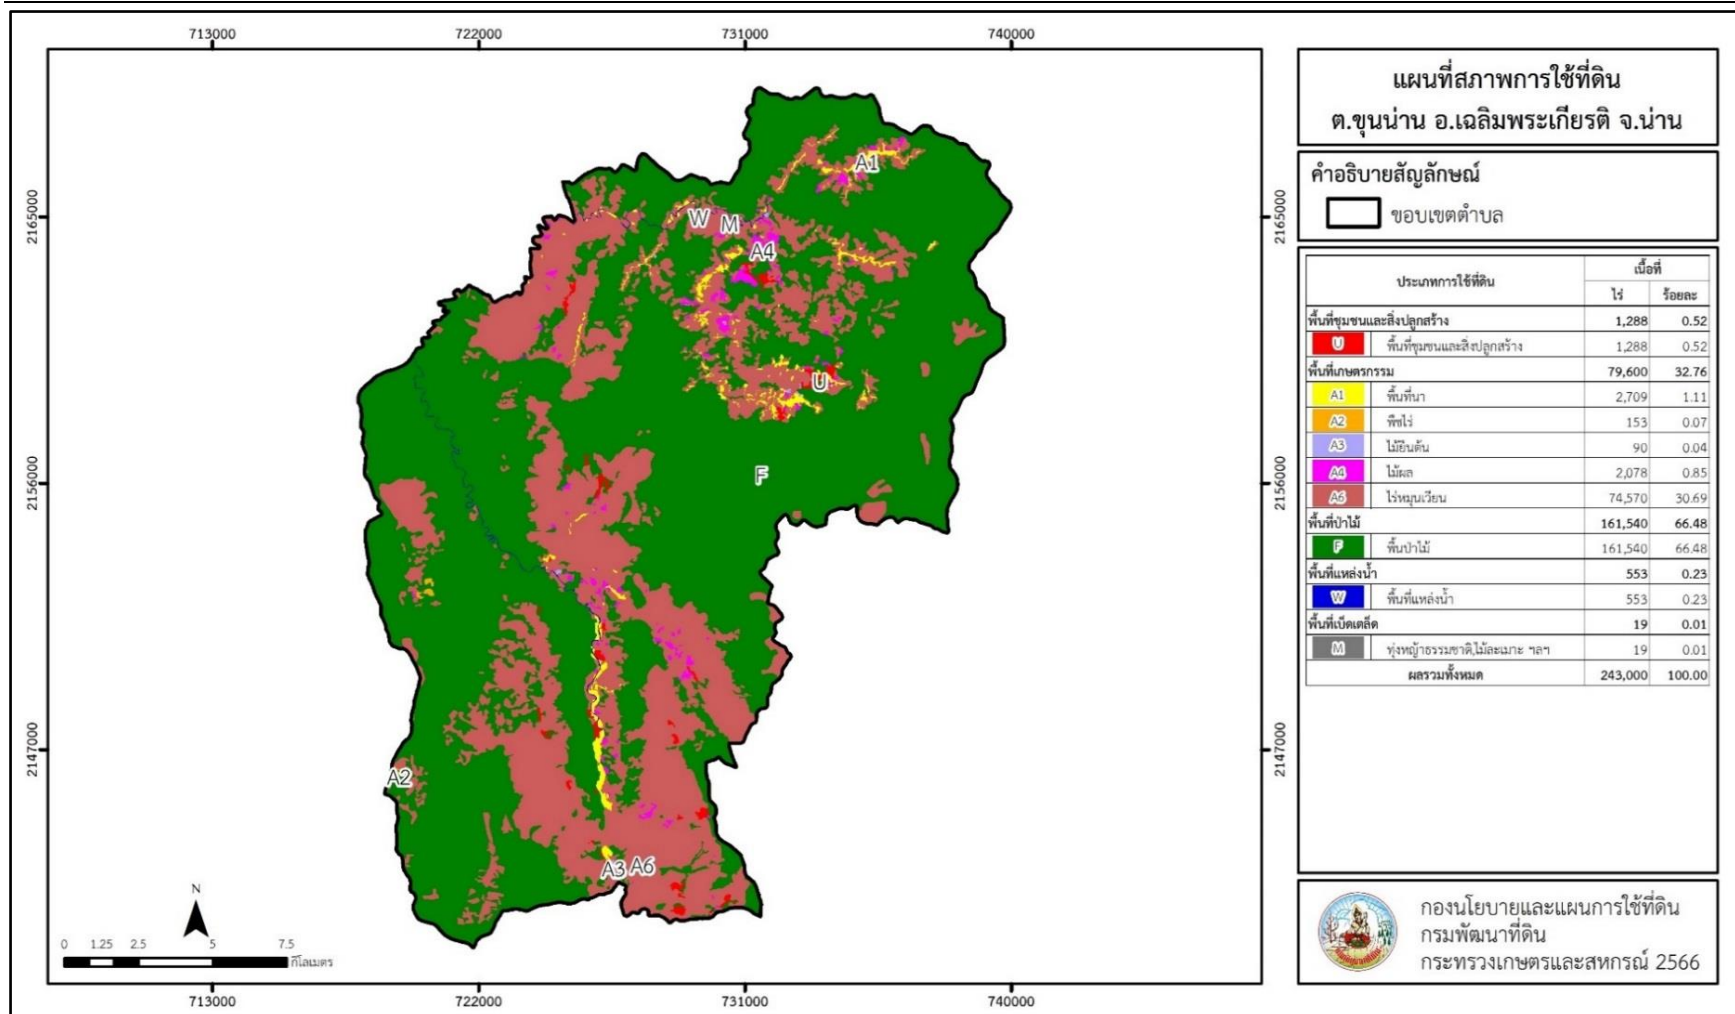 713000 722000 731000 740000
แผนที่สภาพการใช้ที่ดิน
ต.ขุนน่าน อ.เฉลิมพระเกียรติ จ.น่าน
คำอธิบายสัญลักษณ์
ขอบเขตตำบล
ประเภทการใช้ที่ดิน เนื้อที่
ไร่ ร้อยละ
พื้นที่ชุมชนและสิ่งปลูกสร้าง 1,288 0.52
U พื้นที่ชุมชนและสิ่งปลูกสร้าง 1,288 0.52
พื้นที่เกษตรกรรม 79,600 32.76
A1 พื้นที่นา 2,709 1.11
A2 พืชไร่ 153 0.07
A3 ไม้ยืนต้น 90 0.04
A4 ไม้ผล 2,078 0.85
A6 ไร่หมุนเวียน 74,570 30.69
พื้นที่ป่าไม้ 161,540 66.48
F พื้นป่าไม้ 161,540 66.48
พื้นที่แหล่งน้ำ 553 0.23
W พื้นที่แหล่งน้ำ 553 0.23
พื้นที่เบ็ดเตล็ด 19 0.01
M ทุ่งหญ้าธรรมชาติ,ไม้ละเมาะ ฯลฯ 19 0.01
ผลรวมทั้งหมด 243,000 100.00
A1
W M
A4
U
F
A2
A3 A6
2165000 2165000
2156000 2156000
2147000 2147000
N
0 1.25 2.5 5 7.5
กิโลเมตร
713000 722000 731000 740000
กองนโยบายและแผนการใช้ที่ดิน
กรมพัฒนาที่ดิน
กระทรวงเกษตรและสหกรณ์ 2566